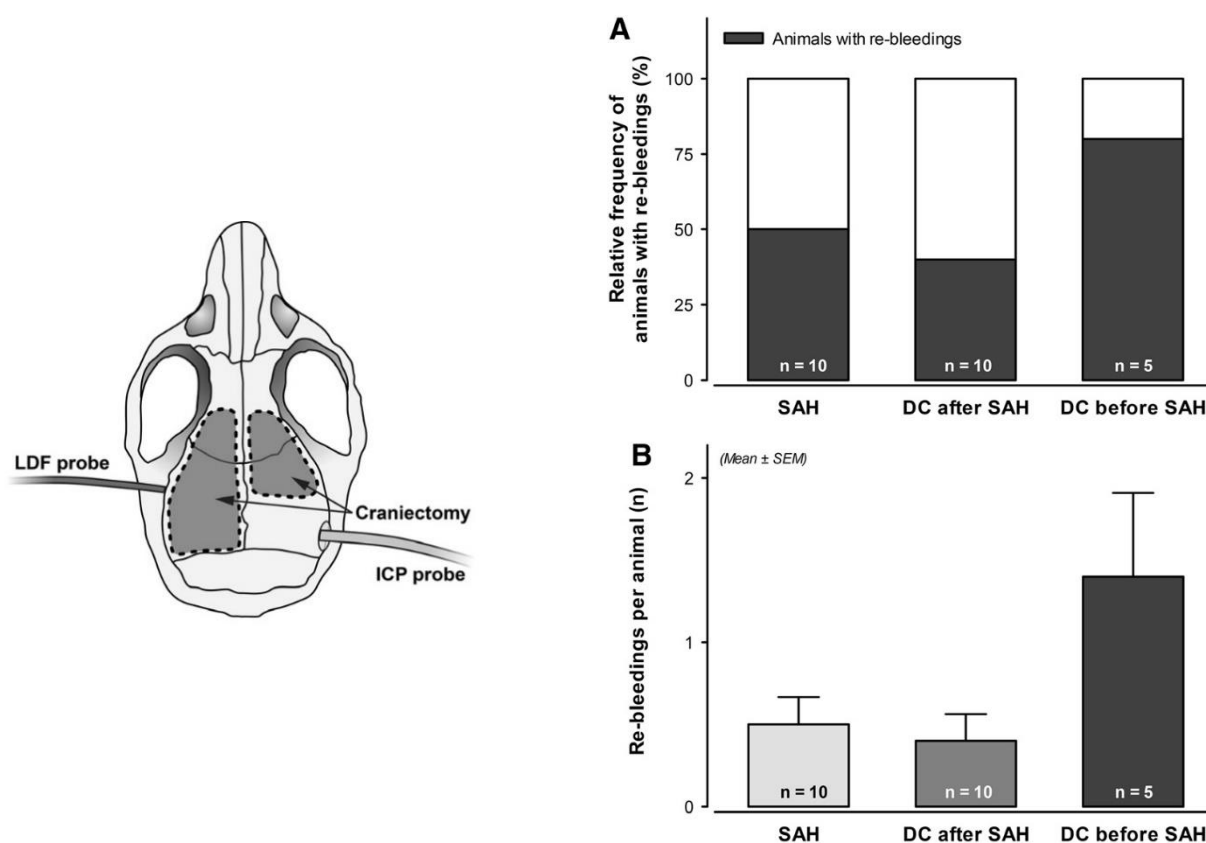 LDF probe
Craniectomy
ICP probe
A
Animals with re-bleedings
Relative frequency of
animals with re-bleedings (%)
100
75
50
25
0
n = 10
n = 10
n = 5
SAH
DC after SAH
DC before SAH
B
(Mean ± SEM)
Re-bleedings per animal (n)
2
1
0
n = 10
n = 10
n = 5
SAH
DC after SAH
DC before SAH